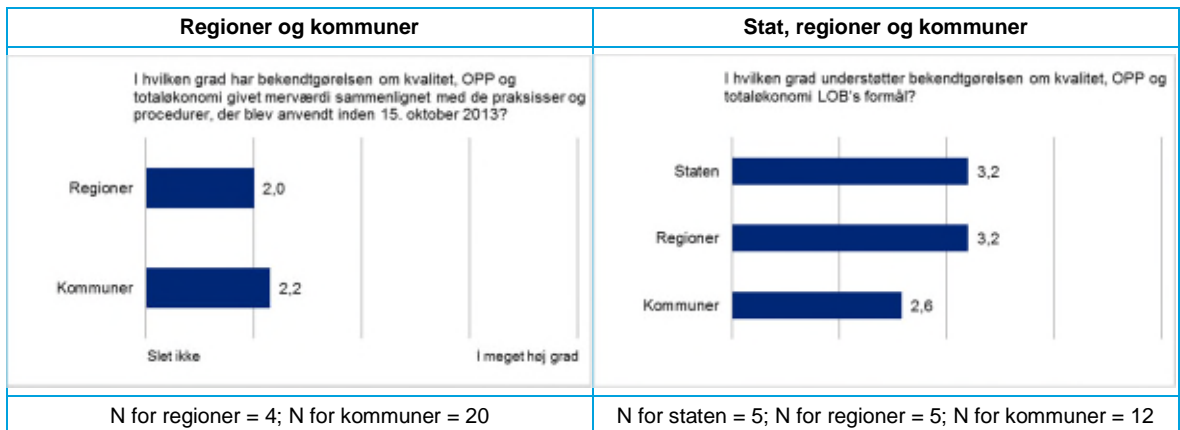 Regioner og kommuner
Stat, regioner og kommuner
I hvilken grad har bekendtgørelsen om kvalitet, OPP og
totaløkonomi givet merværdi sammenlignet med de praksisser og
procedurer, der blev anvendt inden 15. oktober 2013?
Regioner
2,0
Kommuner
2,2
Slet ikke
I meget høj grad
I hvilken grad understøtter bekendtgørelsen om kvalitet, OPP og
totaløkonomi LOB's formål?
Staten
3,2
Regioner
3,2
Kommuner
2,6
N for regioner = 4; N for kommuner = 20
N for staten = 5; N for regioner = 5; N for kommuner = 12